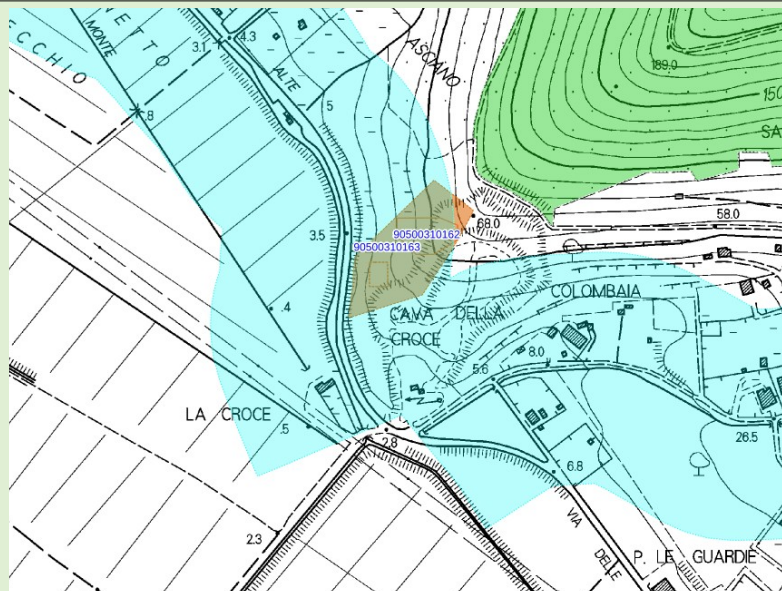 NETTO
ECCHIO
MONTE
3.1
4.3
ALTE
5
ASCIANO
189.0
150
SA
.8
3.5
90500310162
90500310163
68.0
58.0
.4
CAVA DELLA
CROCE
COLOMBAIA
8.0
5.6
LA CROCE
.5
2.8
26.5
6.8
2.3
VIA
DELLE
P. LE GUARDIE